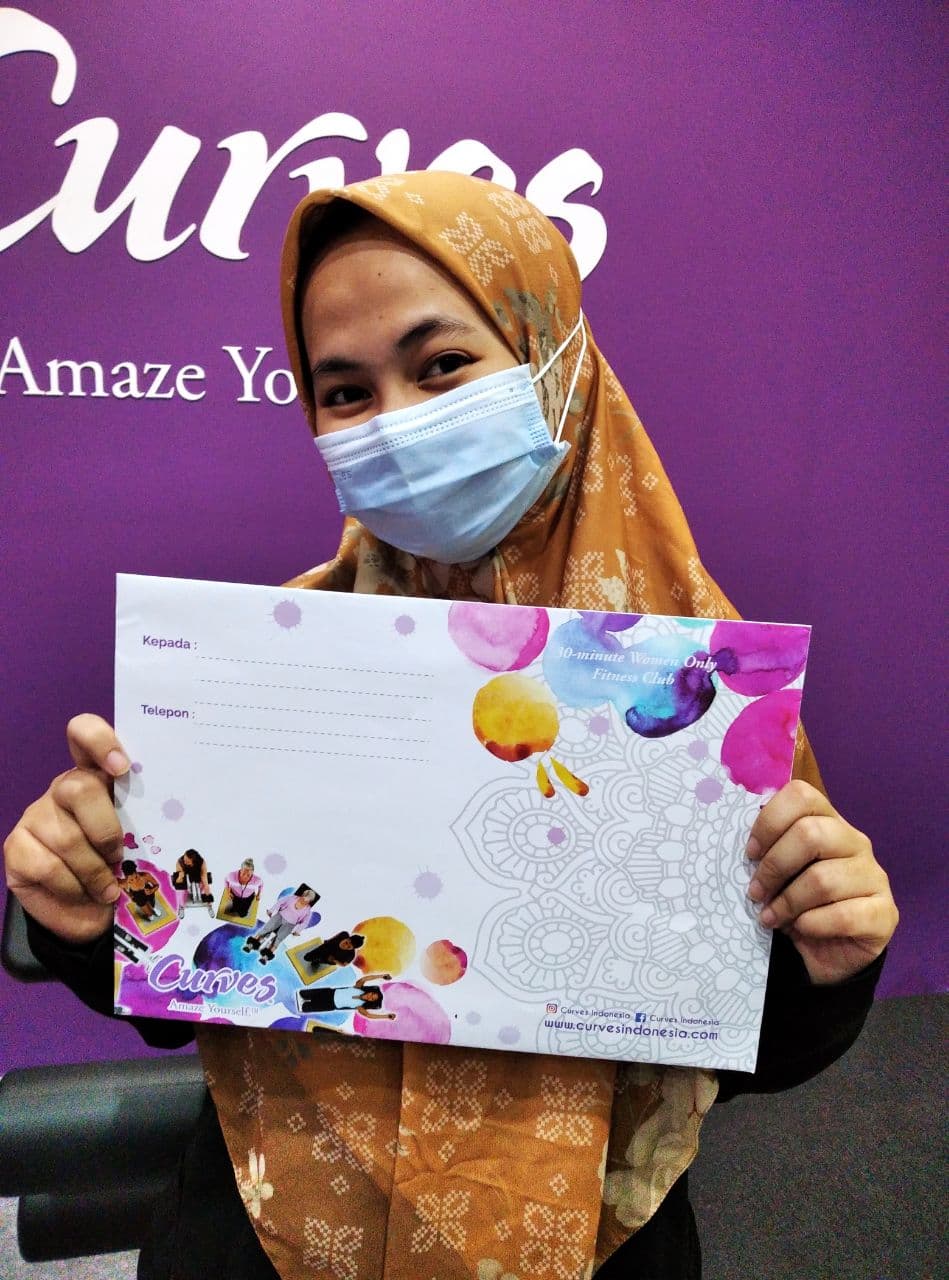 Curves
Amaze Yo
Kepada :
Telepon :
30-minute Women Only
Fitness Club
Curves
Amaze Yourself.™
Curves Indonesia
Curves Indonesia
www.curvesindonesia.com